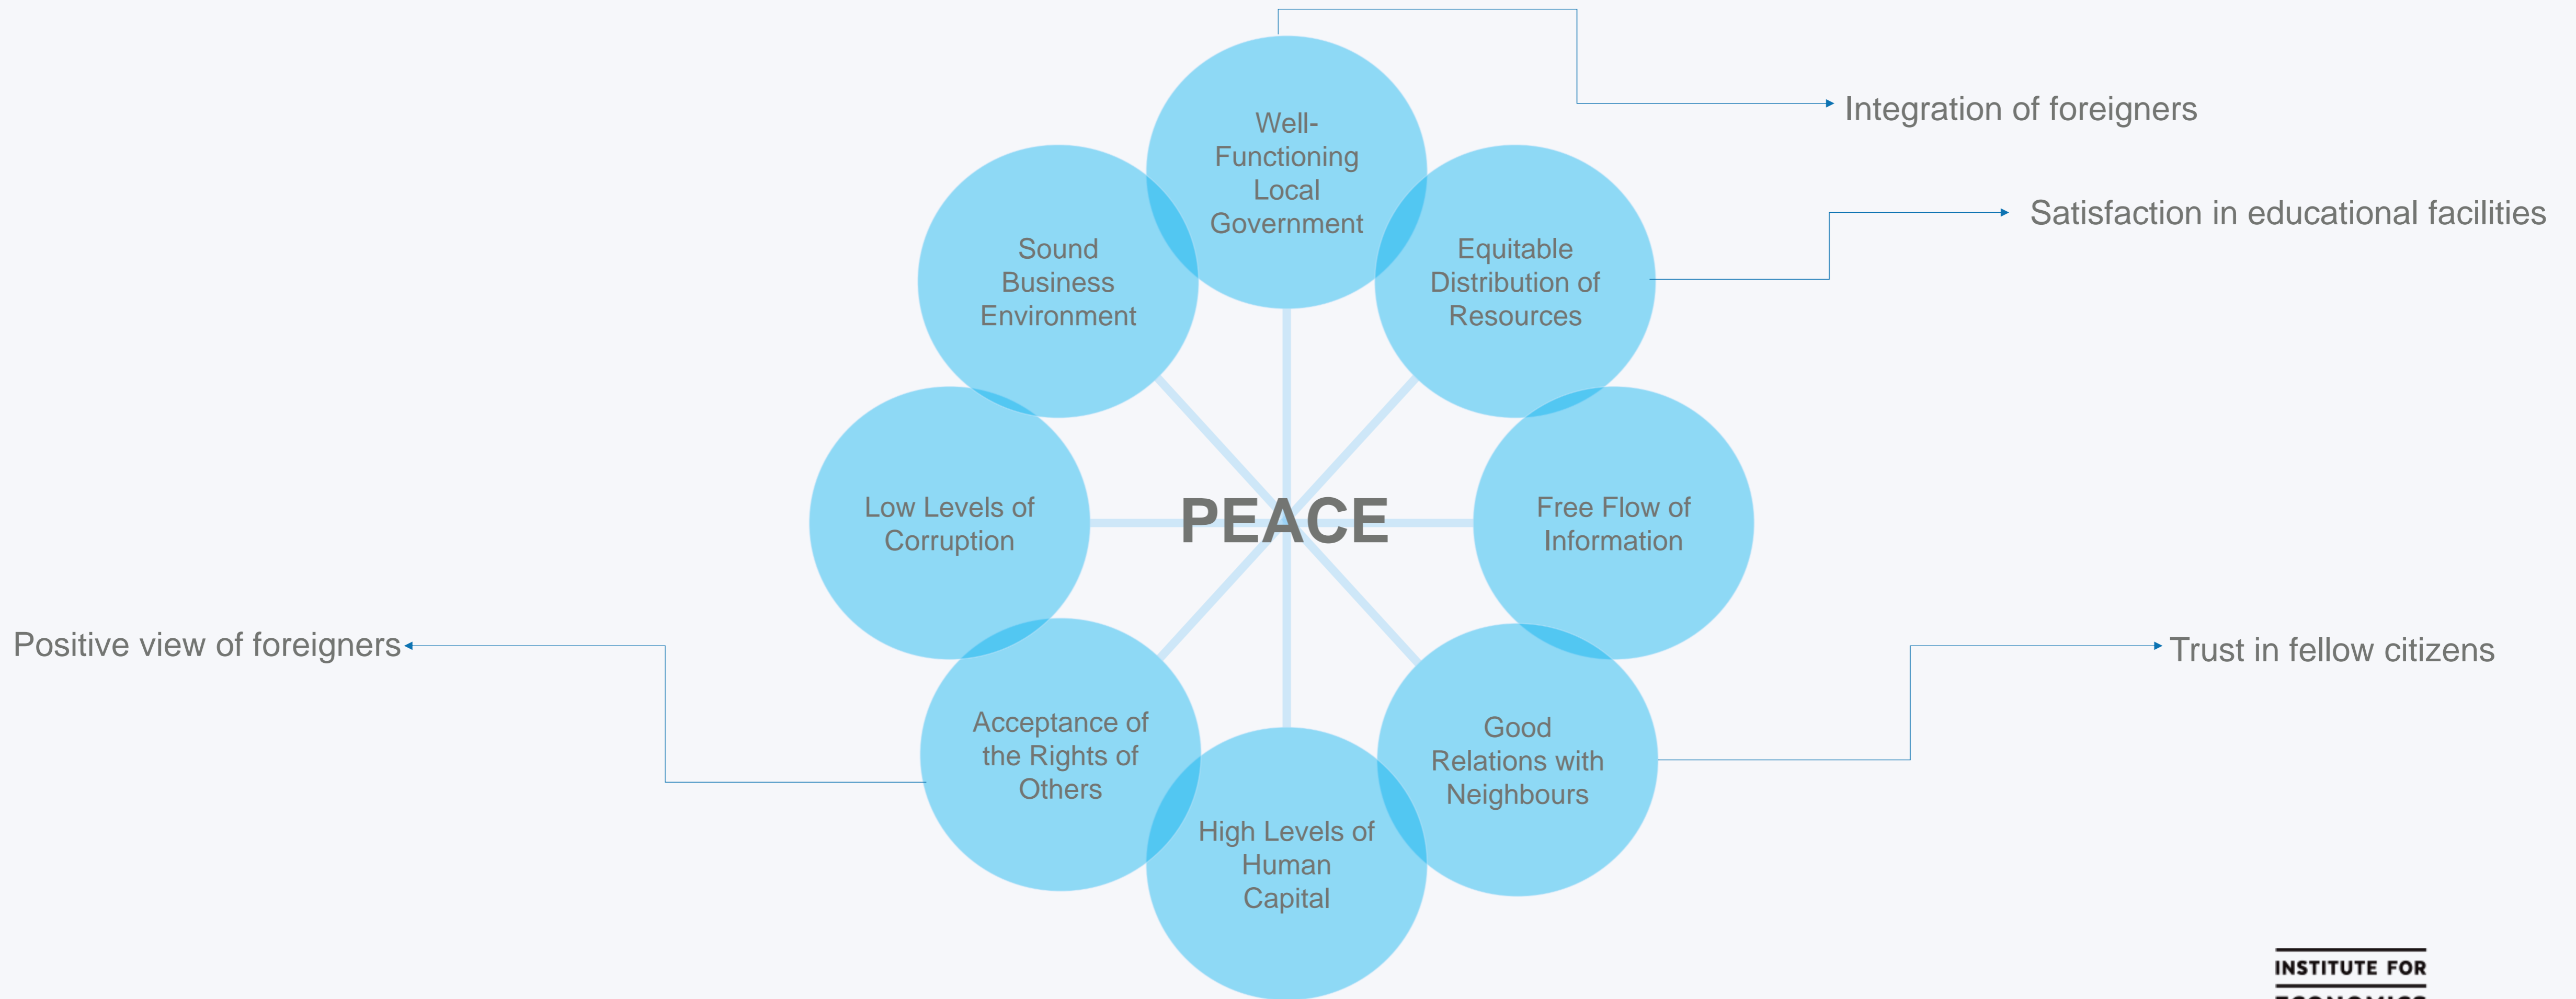 Integration of foreigners
Well-
Functioning
Local
Government
Satisfaction in educational facilities
Sound
Business
Environment
Equitable
Distribution of
Resources
Low Levels of
Corruption
PEACE
Free Flow of
Information
Positive view of foreigners
Trust in fellow citizens
Acceptance of
the Rights of
Others
Good
Relations with
Neighbours
High Levels of
Human
Capital
INSTITUTE FOR
ECONOMICS